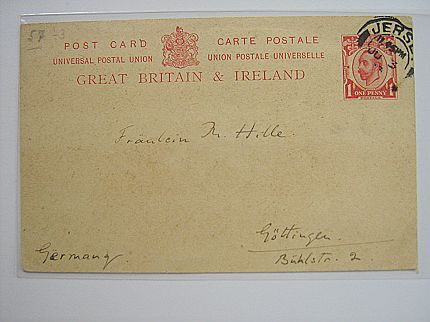 POST CARD CARTE POSTALE
UNIVERSAL POSTAL UNION UNION POSTALE UNIVERSELLE
GREAT BRITAIN & IRELAND
ONE PENNY
Fräulein M. Hille.
Göttingen.
Bühlstr. 2.
Germany.